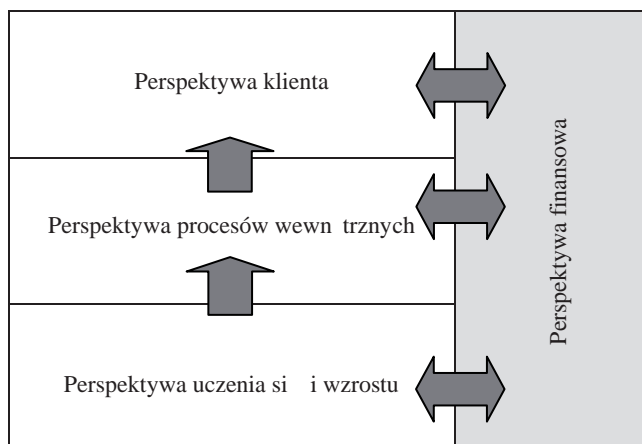 Perspektywa klienta
Perspektywa procesów wewn trznych
Perspektywa uczenia si i wzrostu
Perspektywa finansowa